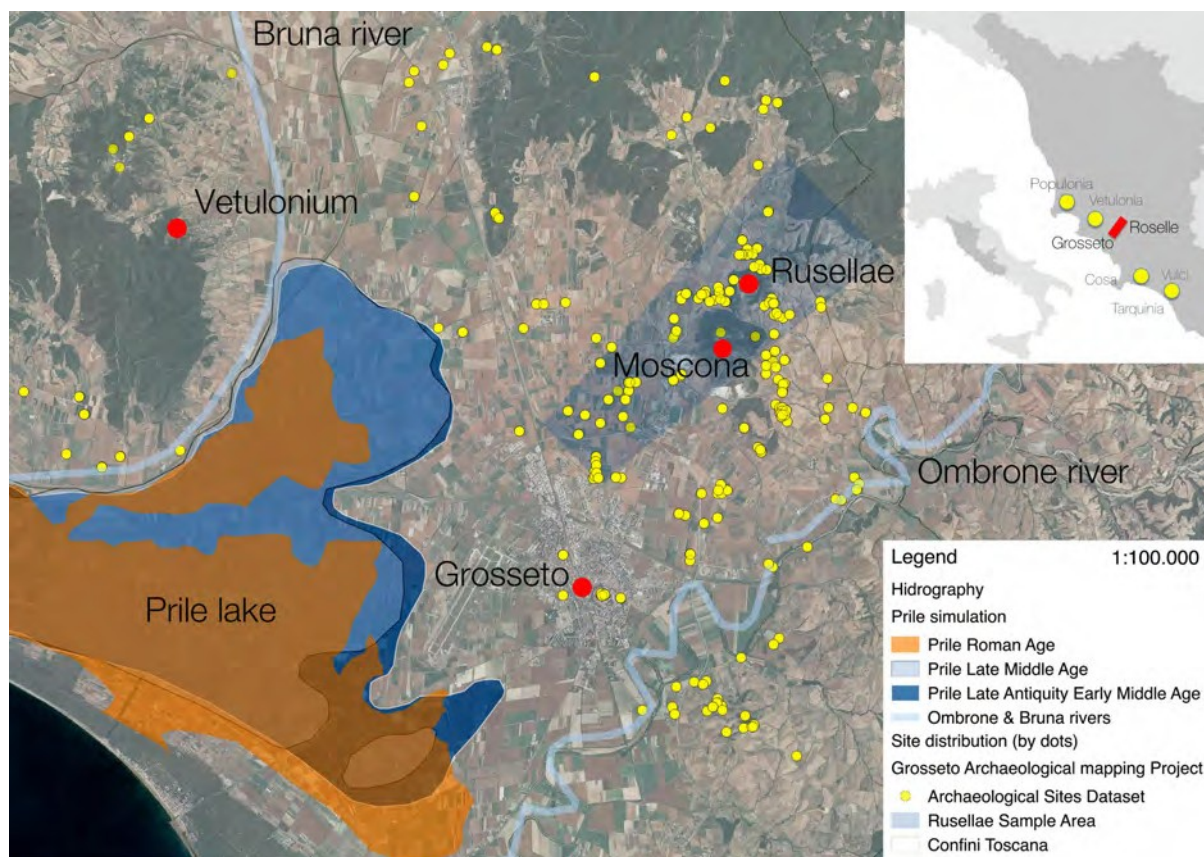 Bruna river
Vetulonium
Rusellae
Moscona
Ombrone river
Grosseto
Prile lake
Populonia
Vetulonia
Roselle
Grosseto
Cosa
Vulci
Tarquinia
Legend 1:100.000
Hidrography
Prile simulation
Prile Roman Age
Prile Late Middle Age
Prile Late Antiquity Early Middle Age
Ombrone & Bruna rivers
Site distribution (by dots)
Grosseto Archaeological mapping Project
Archaeological Sites Dataset
Rusellae Sample Area
Confini Toscana